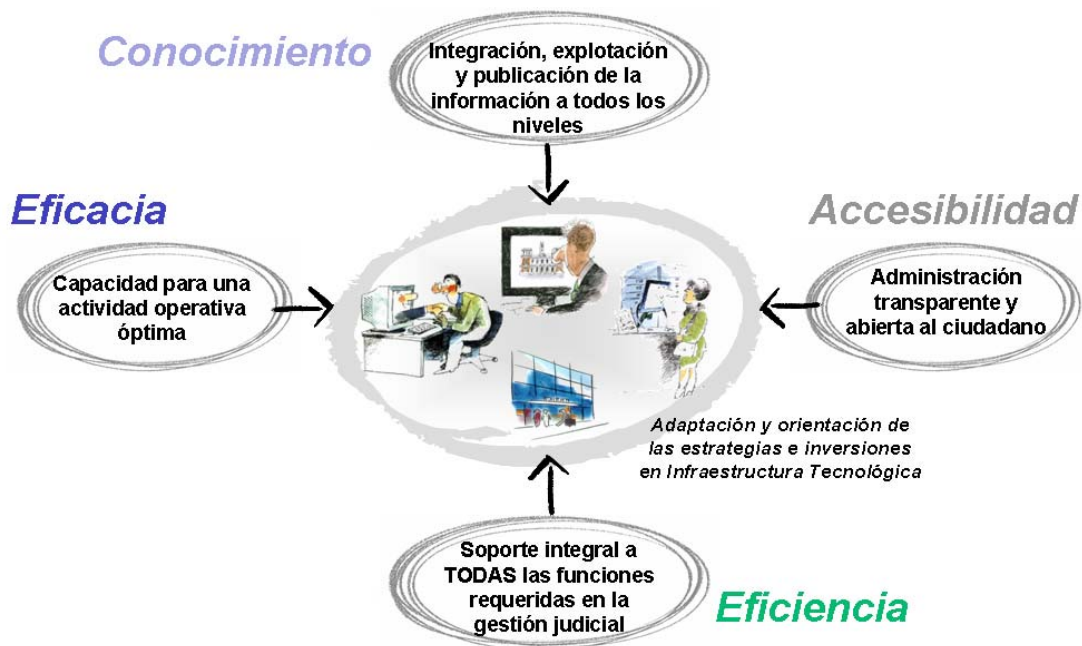 Conocimiento
Integración, explotación
y publicación de la
información a todos los
niveles
Eficacia
Capacidad para una
actividad operativa
óptima
Accesibilidad
Administración
transparente y
abierta al ciudadano
Adaptación y orientación de
las estrategias e inversiones
en Infraestructura Tecnológica
Soporte integral a
TODAS las funciones
requeridas en la
gestión judicial
Eficiencia